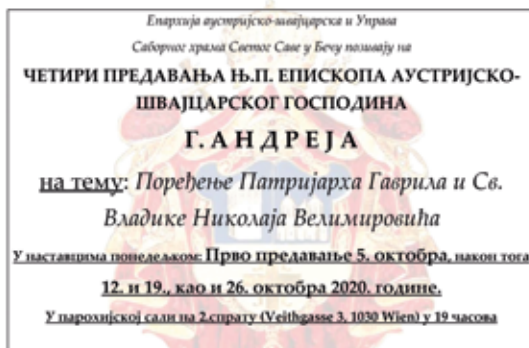 Епархија аустријско-швајцарска и Управа
Саборног храма Светог Саве у Бечу позивају на
ЧЕТИРИ ПРЕДАВАЊА Њ.П. ЕПИСКОПА АУСТРИЈСКО-
ШВАЈЦАРСКОГ ГОСПОДИНА
Г. А Н Д Р Е Ј А
на тему: Поређење Патријарха Гаврила и Св.
Владике Николаја Велимировића
У наставцима понедељком: Прво предавање 5. октобра, након тога
12. и 19., као и 26. октобра 2020. године.
У парохијској сали на 2.спрату (Veithgasse 3, 1030 Wien) у 19 часова